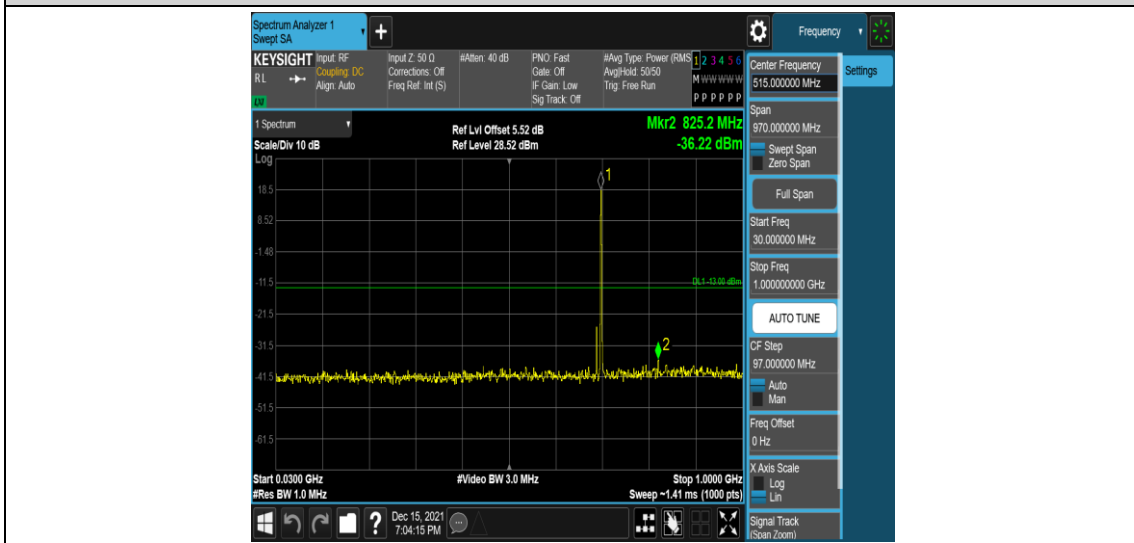 Spectrum Analyzer 1
Swept SA
+
Frequency
KEYSIGHT
RL
LXI
Input: RF
Coupling: DC
Align: Auto
Input Z: 50 Ω
Corrections: Off
Freq Ref: Int (S)
#Atten: 40 dB
PNO: Fast
Gate: Off
IF Gain: Low
Sig Track: Off
#Avg Type: Power (RMS
Avg|Hold: 50/50
Trig: Free Run
1 2 3 4 5 6
M W W W W W
P P P P P P
1 Spectrum
Scale/Div 10 dB
Log
Ref Lvl Offset 5.52 dB
Ref Level 28.52 dBm
Mkr2 825.2 MHz
-36.22 dBm
18.5
8.52
-1.48
-11.5
-21.5
-31.5
-41.5
-51.5
-61.5
1
DL1 -13.00 dBm
2
Start 0.0300 GHz
#Res BW 1.0 MHz
#Video BW 3.0 MHz
Stop 1.0000 GHz
Sweep ~1.41 ms (1000 pts)
Center Frequency
515.000000 MHz
Settings
Span
970.000000 MHz
Swept Span
Zero Span
Full Span
Start Freq
30.000000 MHz
Stop Freq
1.000000000 GHz
AUTO TUNE
CF Step
97.000000 MHz
Auto
Man
Freq Offset
0 Hz
X Axis Scale
Log
Lin
Signal Track
(Span Zoom)
?
Dec 15, 2021
7:04:15 PM